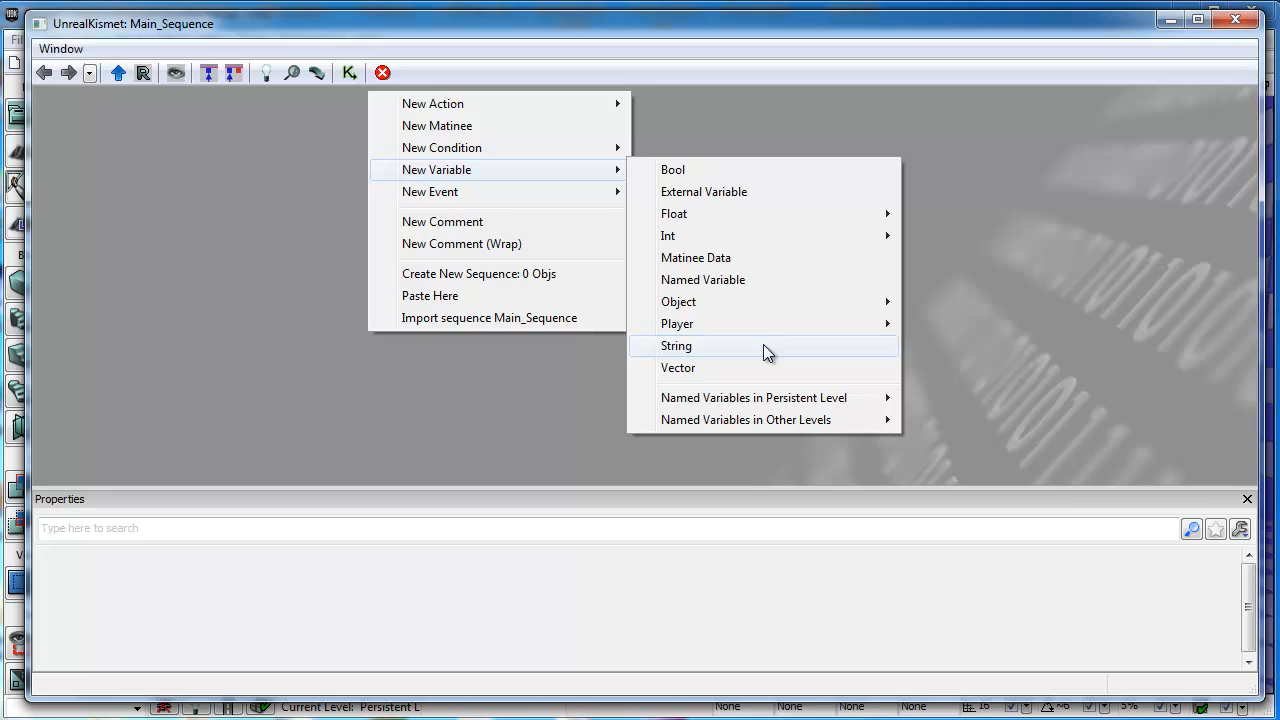 UnrealKismet: Main_Sequence
Window
New Action
New Matinee
New Condition
New Variable
New Event
New Comment
New Comment (Wrap)
Create New Sequence: 0 Objs
Paste Here
Import sequence Main_Sequence
Bool
External Variable
Float
Int
Matinee Data
Named Variable
Object
Player
String
Vector
Named Variables in Persistent Level
Named Variables in Other Levels
Properties
Type here to search
Current Level: Persistent L
None None None None 16 5%